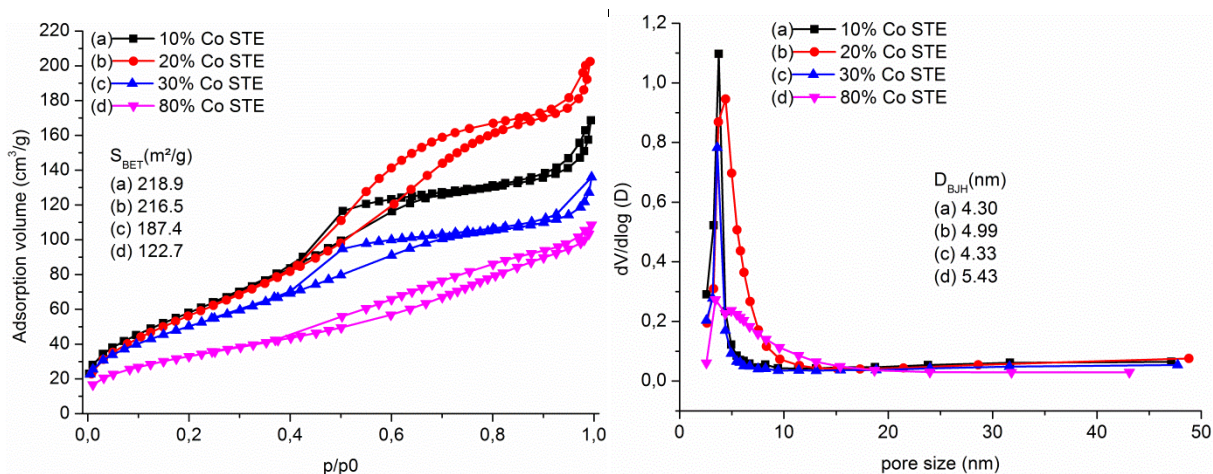 (a) 10% Co STE
(b) 20% Co STE
(c) 30% Co STE
(d) 80% Co STE
S_BET(m²/g)
(a) 218.9
(b) 216.5
(c) 187.4
(d) 122.7
Adsorption volume (cm³/g)
220
200
180
160
140
120
100
80
60
40
20
0
0,0 0,2 0,4 0,6 0,8 1,0
p/p0
(a) 10% Co STE
(b) 20% Co STE
(c) 30% Co STE
(d) 80% Co STE
D_BJH(nm)
(a) 4.30
(b) 4.99
(c) 4.33
(d) 5.43
dV/dlog (D)
1,2
1,0
0,8
0,6
0,4
0,2
0,0
0 10 20 30 40 50
pore size (nm)